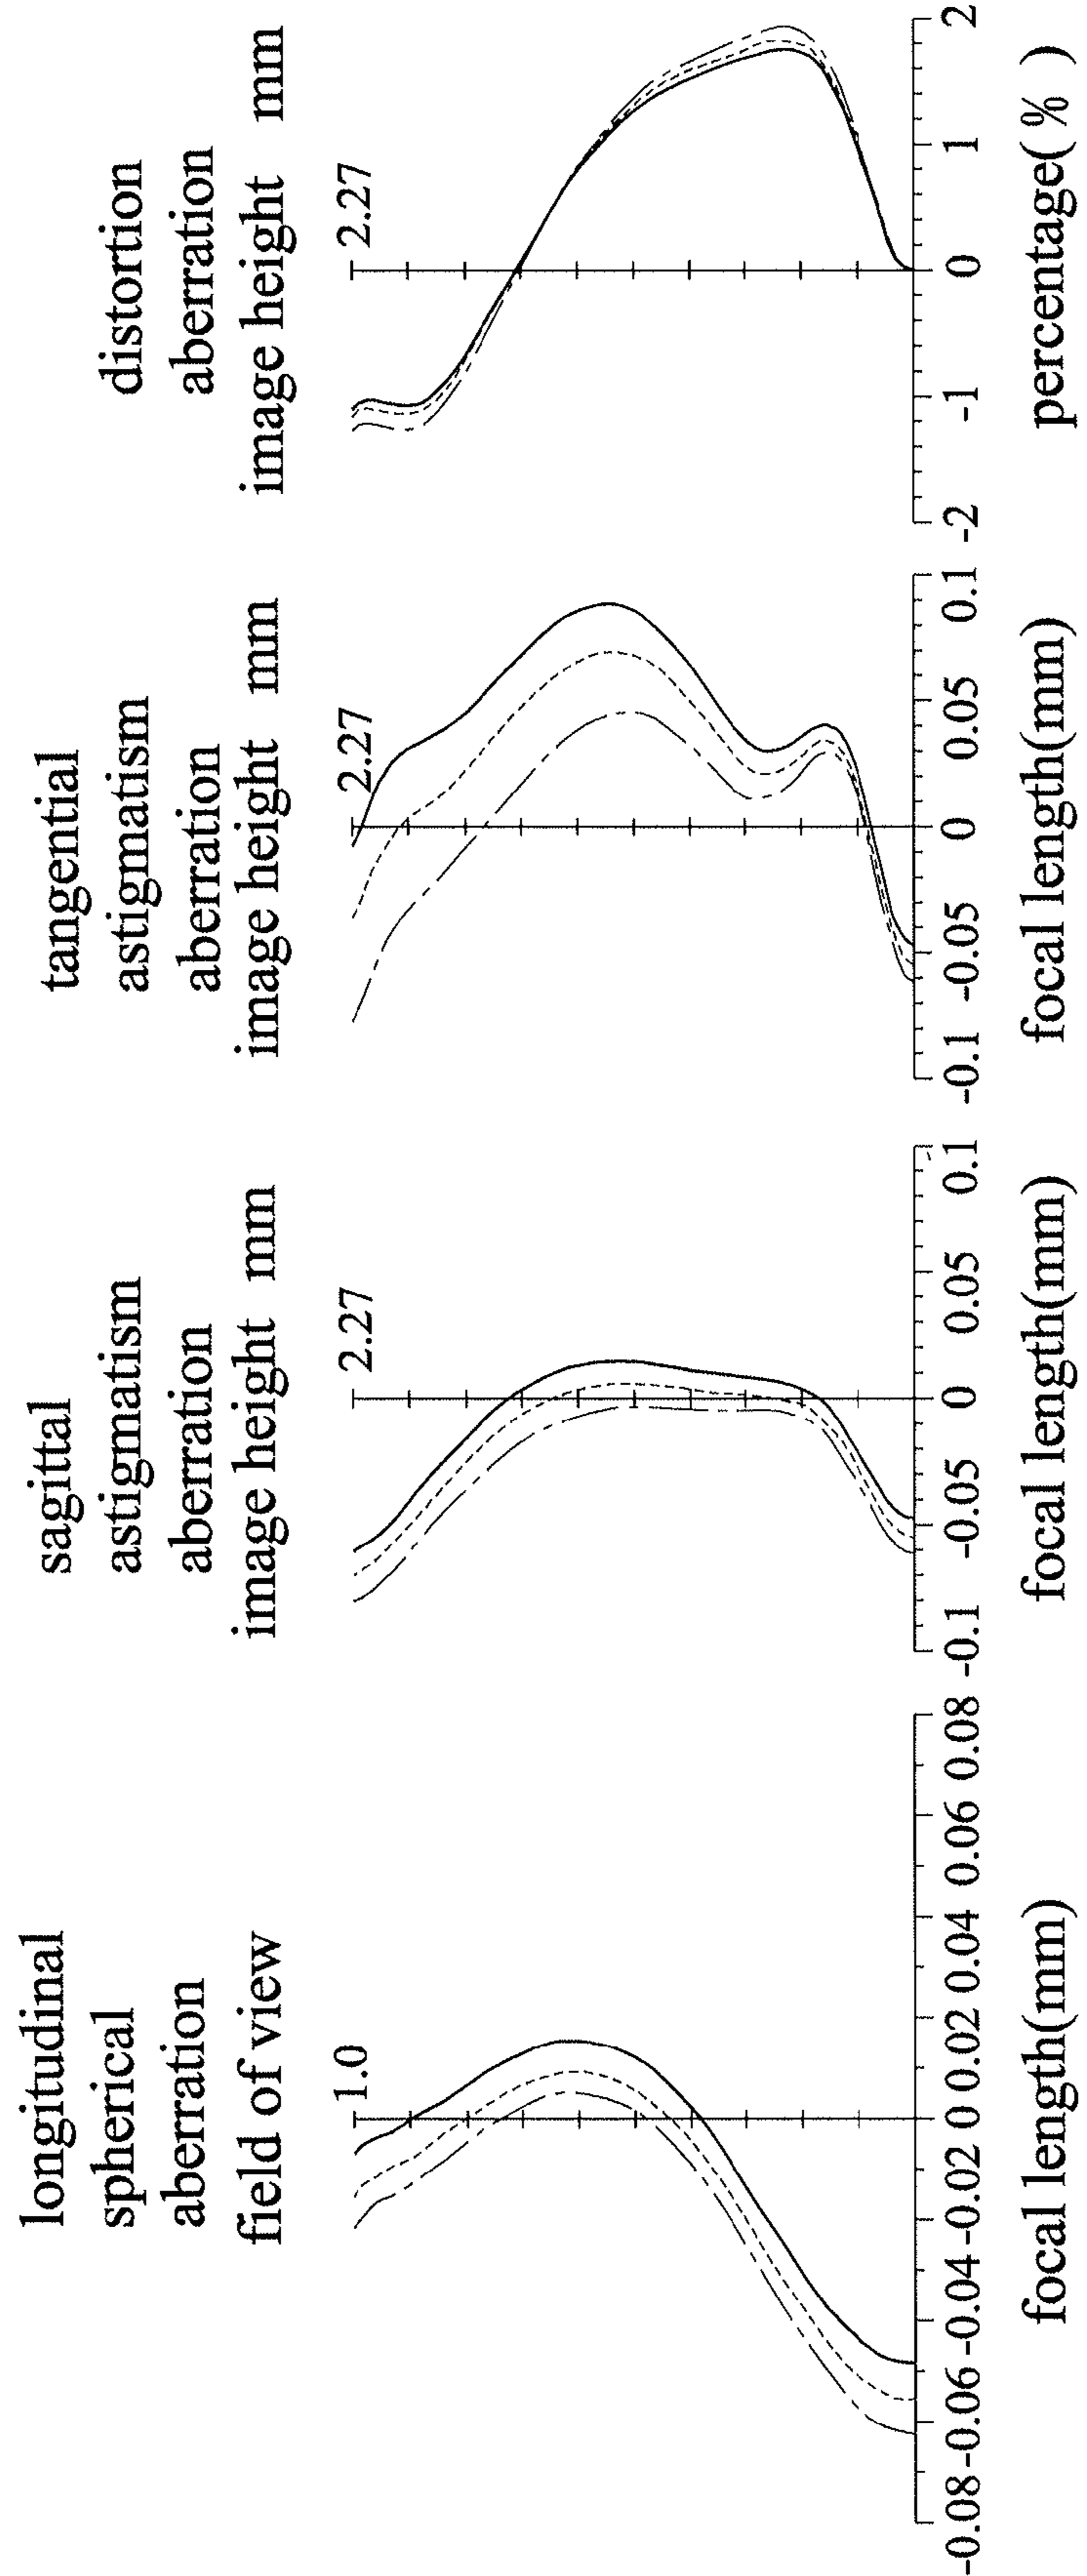 longitudinal
spherical
aberration
field of view
1.0
-0.08 -0.06 -0.04 -0.02 0 0.02 0.04 0.06 0.08
focal length(mm)
sagittal
astigmatism
aberration
image height mm
2.27
-0.1 -0.05 0 0.05 0.1
focal length(mm)
tangential
astigmatism
aberration
image height mm
2.27
-0.1 -0.05 0 0.05 0.1
focal length(mm)
distortion
aberration
image height mm
2.27
-2 -1 0 1 2
percentage( % )